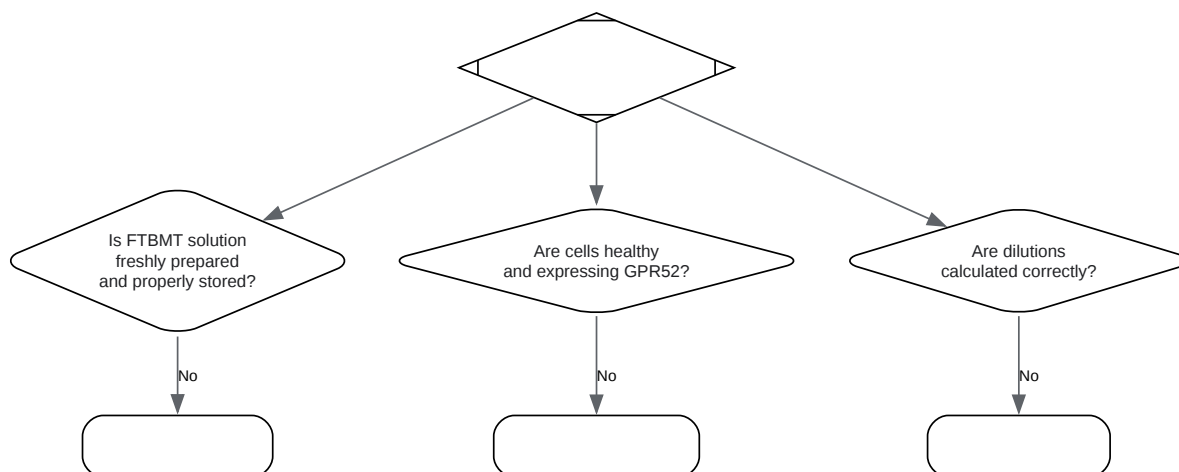 Is FTBMT solution
freshly prepared
and properly stored?
Are cells healthy
and expressing GPR52?
Are dilutions
calculated correctly?
No
No
No